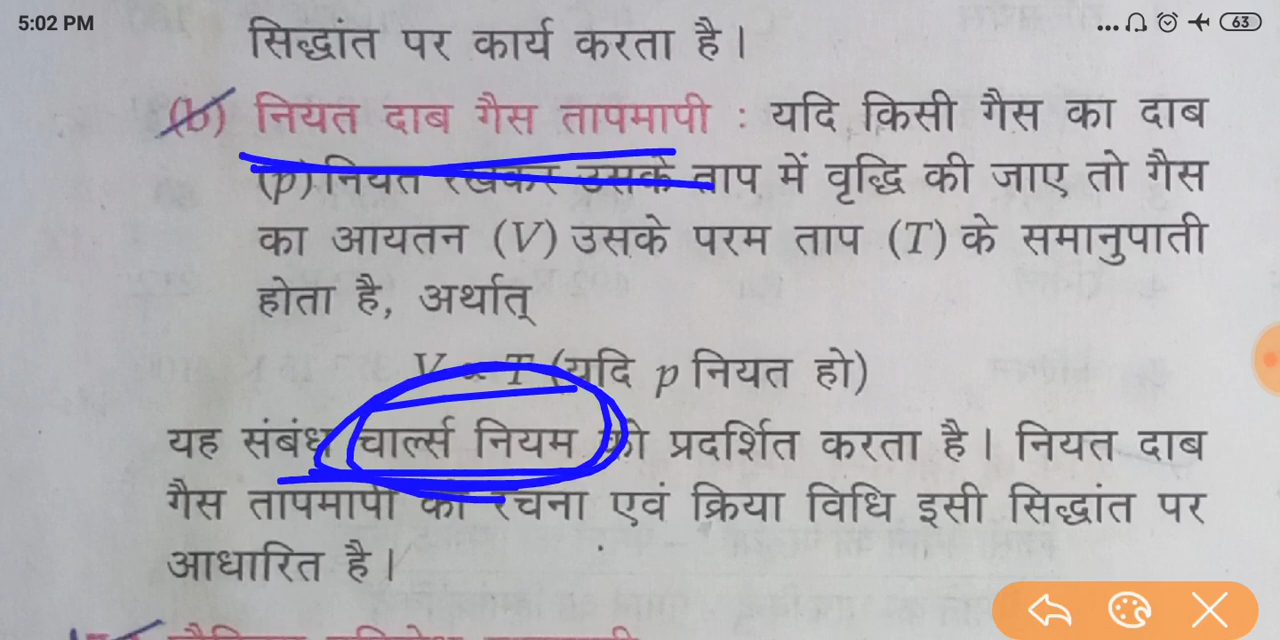 5:02 PM
... 63
सिद्धांत पर कार्य करता है।
(b) नियत दाब गैस तापमापी : यदि किसी गैस का दाब
(p) नियत रखकर उसके ताप में वृद्धि की जाए तो गैस
का आयतन (V) उसके परम ताप (T) के समानुपाती
होता है, अर्थात्
V ∝ T (यदि p नियत हो)
यह संबंध चार्ल्स नियम को प्रदर्शित करता है। नियत दाब
गैस तापमापी की रचना एवं क्रिया विधि इसी सिद्धांत पर
आधारित है।